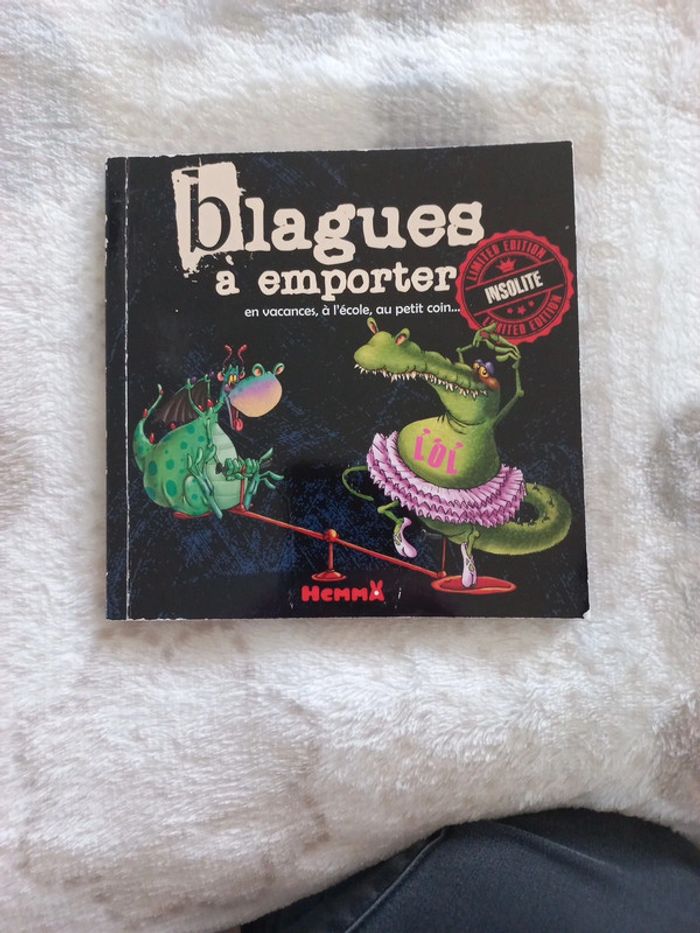 blagues
à emporter
en vacances, à l'école, au petit coin...
LIMITED EDITION
INSOLITE
LIMITED EDITION
LOL
HEMMA